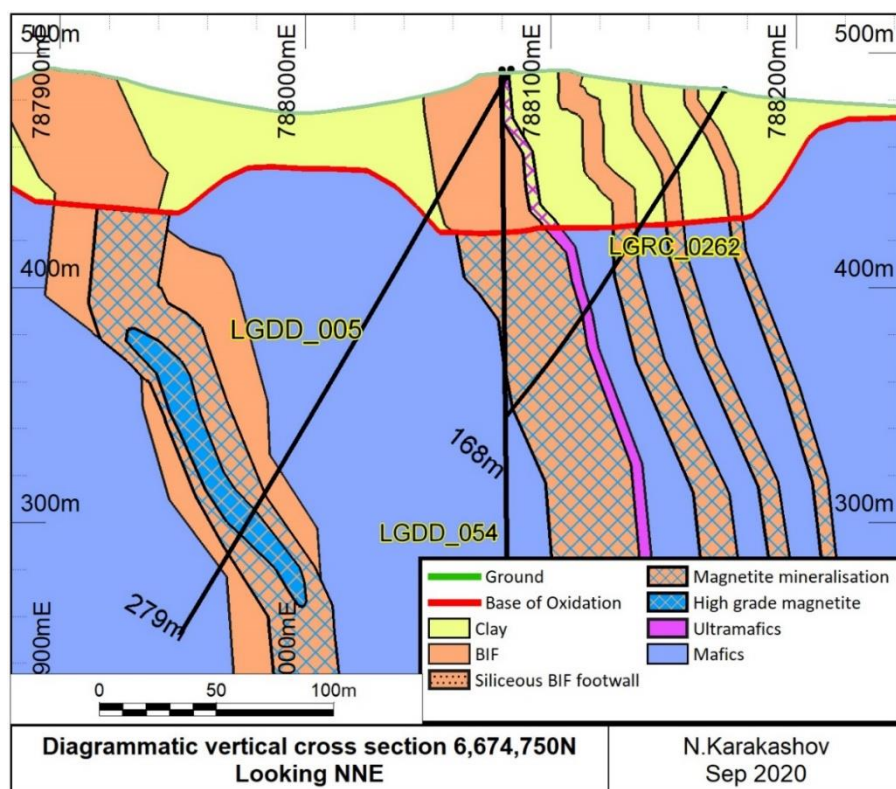 500m
500m
787900mE
788000mE
788100mE
788200mE
LGRC_0262
400m
400m
LGDD_005
168m
300m
300m
LGDD_054
279m
900mE
000mE
Ground
Base of Oxidation
Clay
BIF
Siliceous BIF footwall
Magnetite mineralisation
High grade magnetite
Ultramafics
Mafics
0 50 100m
Diagrammatic vertical cross section 6,674,750N
Looking NNE
N.Karakashov
Sep 2020